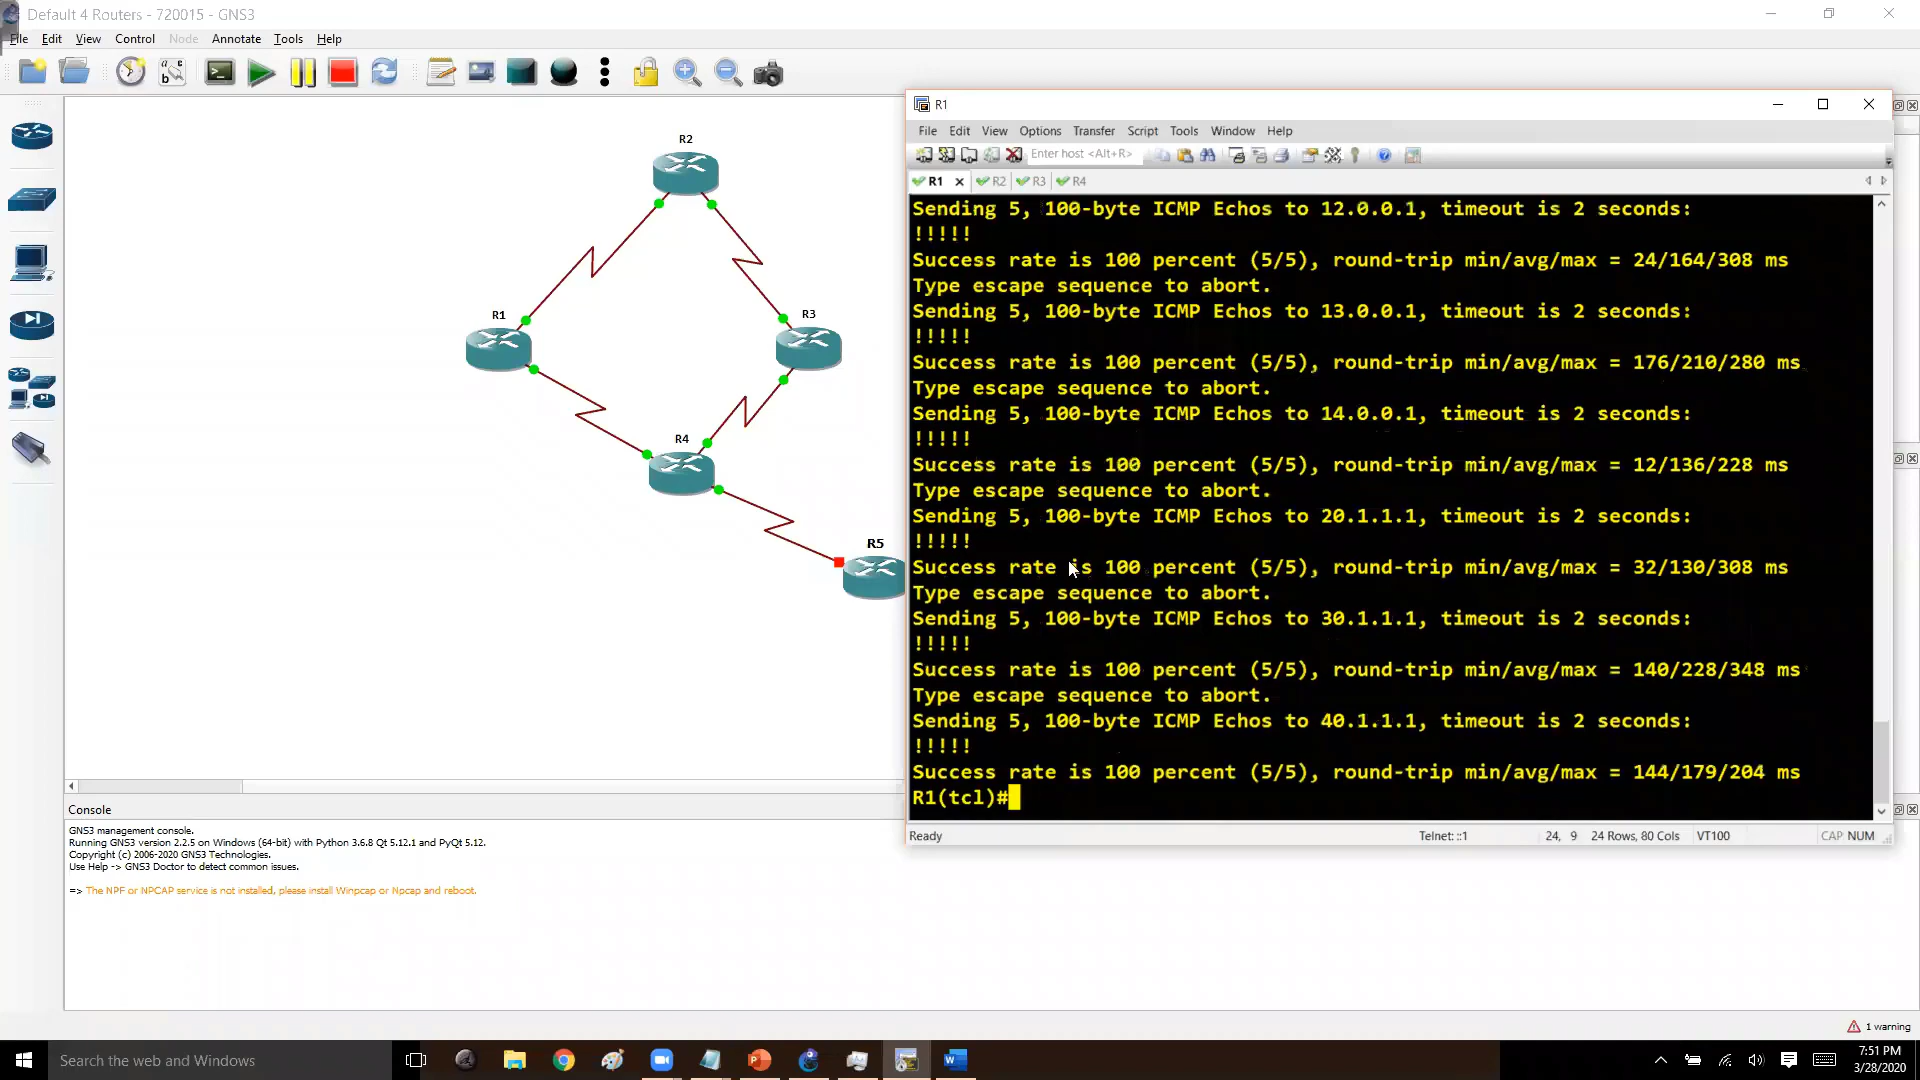 Default 4 Routers - 720015 - GNS3
File Edit View Control Node Annotate Tools Help
R1
File Edit View Options Transfer Script Tools Window Help
Enter host <Alt+R>
R1 R2 R3 R4
Sending 5, 100-byte ICMP Echos to 12.0.0.1, timeout is 2 seconds:
!!!!!
Success rate is 100 percent (5/5), round-trip min/avg/max = 24/164/308 ms
Type escape sequence to abort.
Sending 5, 100-byte ICMP Echos to 13.0.0.1, timeout is 2 seconds:
!!!!!
Success rate is 100 percent (5/5), round-trip min/avg/max = 176/210/280 ms
Type escape sequence to abort.
Sending 5, 100-byte ICMP Echos to 14.0.0.1, timeout is 2 seconds:
!!!!!
Success rate is 100 percent (5/5), round-trip min/avg/max = 12/136/228 ms
Type escape sequence to abort.
Sending 5, 100-byte ICMP Echos to 20.1.1.1, timeout is 2 seconds:
!!!!!
Success rate is 100 percent (5/5), round-trip min/avg/max = 32/130/308 ms
Type escape sequence to abort.
Sending 5, 100-byte ICMP Echos to 30.1.1.1, timeout is 2 seconds:
!!!!!
Success rate is 100 percent (5/5), round-trip min/avg/max = 140/228/348 ms
Type escape sequence to abort.
Sending 5, 100-byte ICMP Echos to 40.1.1.1, timeout is 2 seconds:
!!!!!
Success rate is 100 percent (5/5), round-trip min/avg/max = 144/179/204 ms
R1(tcl)#
Ready Telnet: ::1 24, 9 24 Rows, 80 Cols VT100 CAP NUM
R2
R1
R3
R4
R5
Console
GNS3 management console.
Running GNS3 version 2.2.5 on Windows (64-bit) with Python 3.6.8 Qt 5.12.1 and PyQt 5.12.
Copyright (c) 2006-2020 GNS3 Technologies.
Use Help -> GNS3 Doctor to detect common issues.
=> The NPF or NPCAP service is not installed, please install Winpcap or Npcap and reboot.
1 warning
Search the web and Windows
7:51 PM
3/28/2020